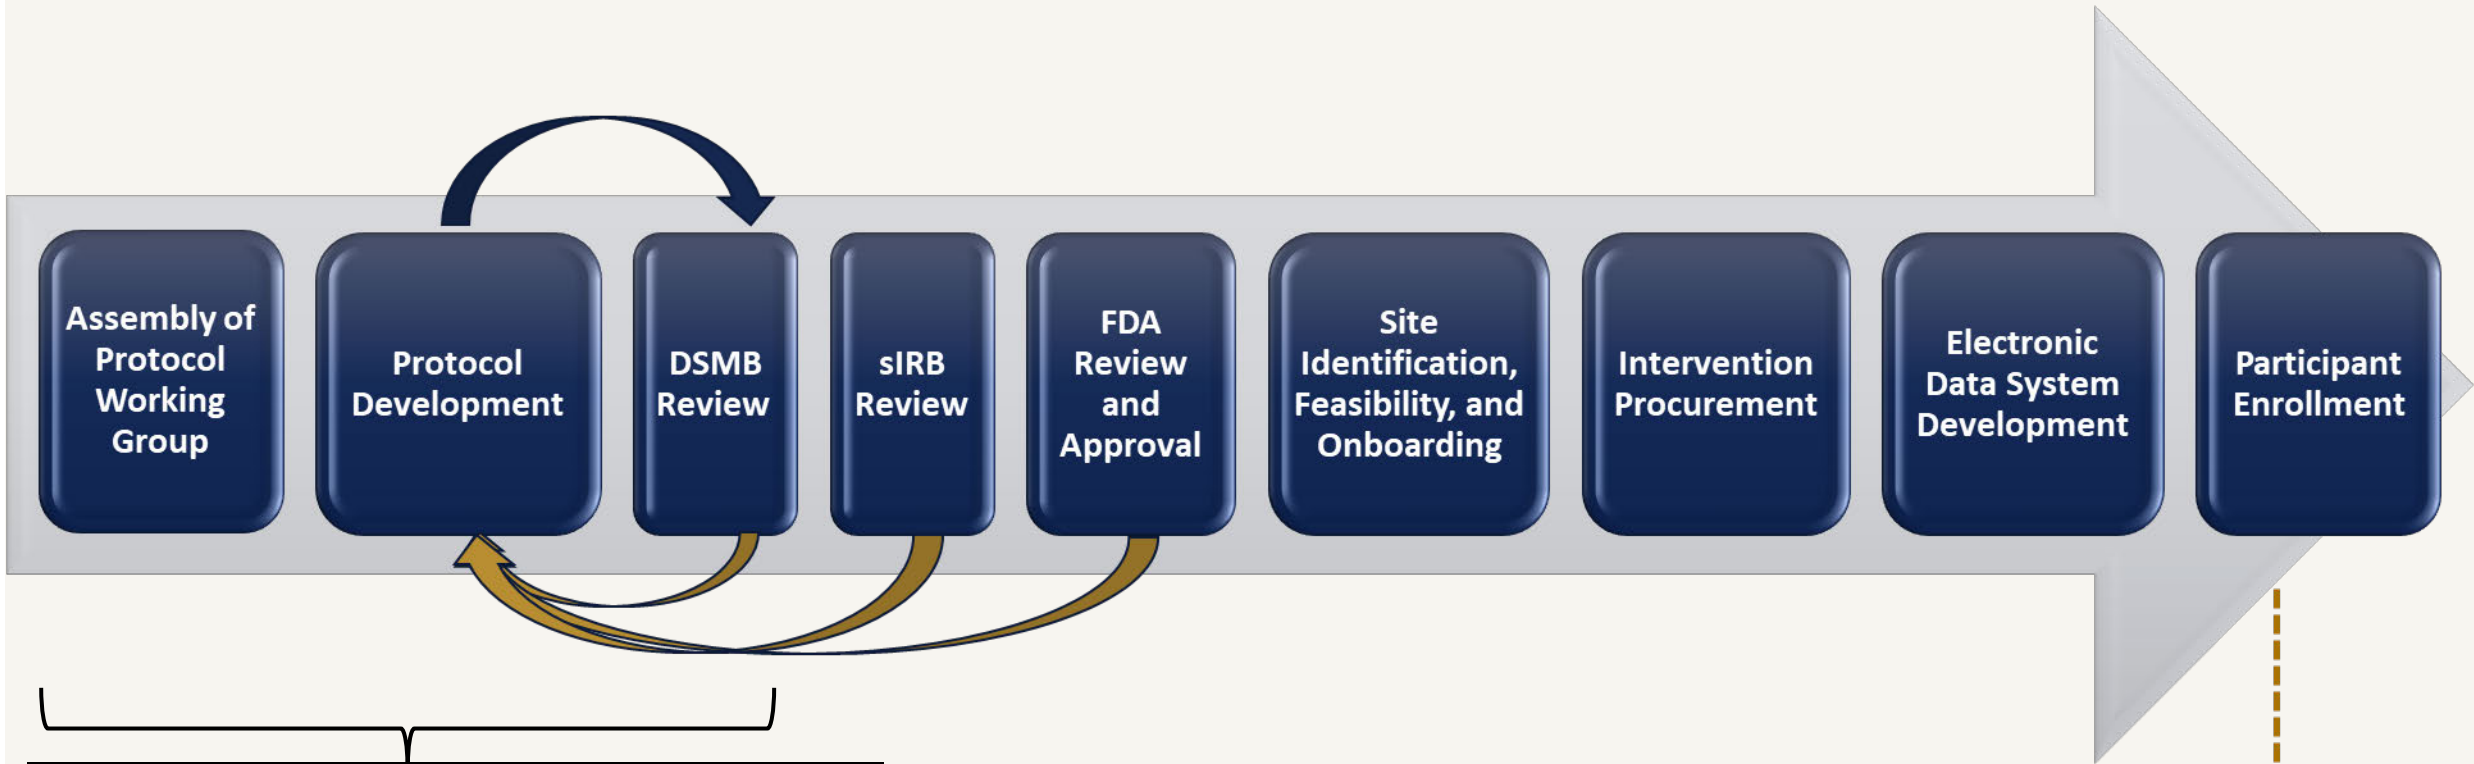 Assembly of
Protocol
Working
Group
Protocol
Development
DSMB
Review
sIRB
Review
FDA
Review
and
Approval
Site
Identification,
Feasibility, and
Onboarding
Intervention
Procurement
Electronic
Data System
Development
Participant
Enrollment